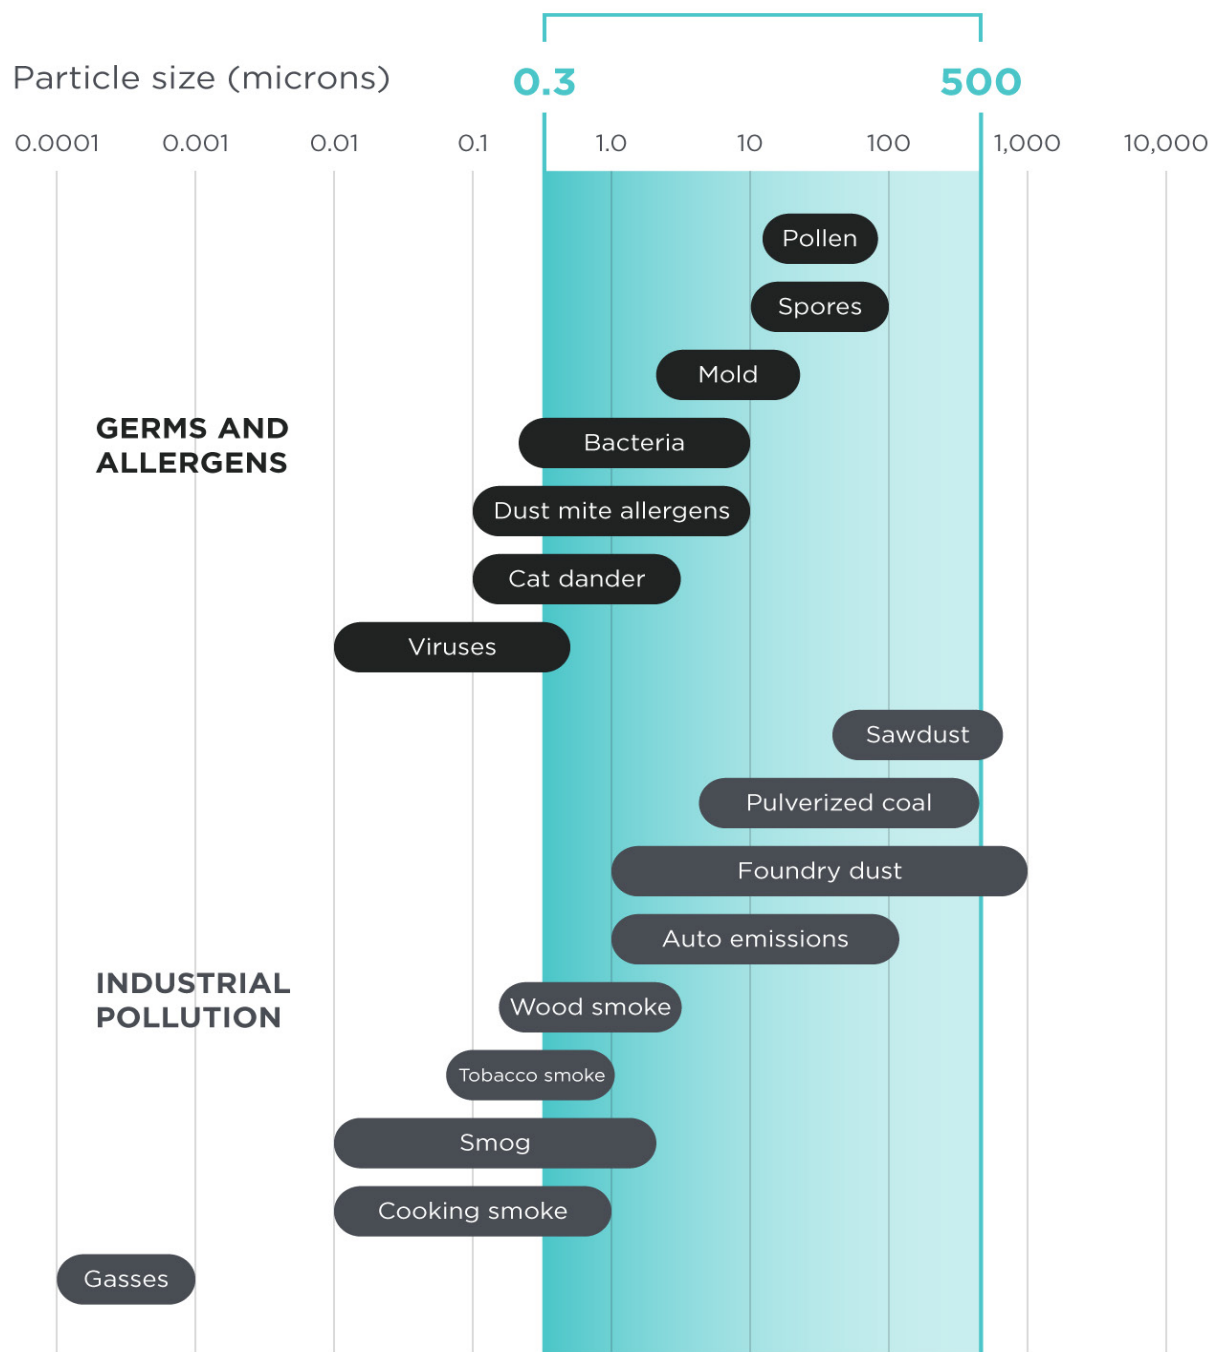 Particle size (microns)
0.3
500
0.0001
0.001
0.01
0.1
1.0
10
100
1,000
10,000
Pollen
Spores
Mold
GERMS AND
ALLERGENS
Bacteria
Dust mite allergens
Cat dander
Viruses
Sawdust
Pulverized coal
Foundry dust
Auto emissions
INDUSTRIAL
POLLUTION
Wood smoke
Tobacco smoke
Smog
Cooking smoke
Gasses